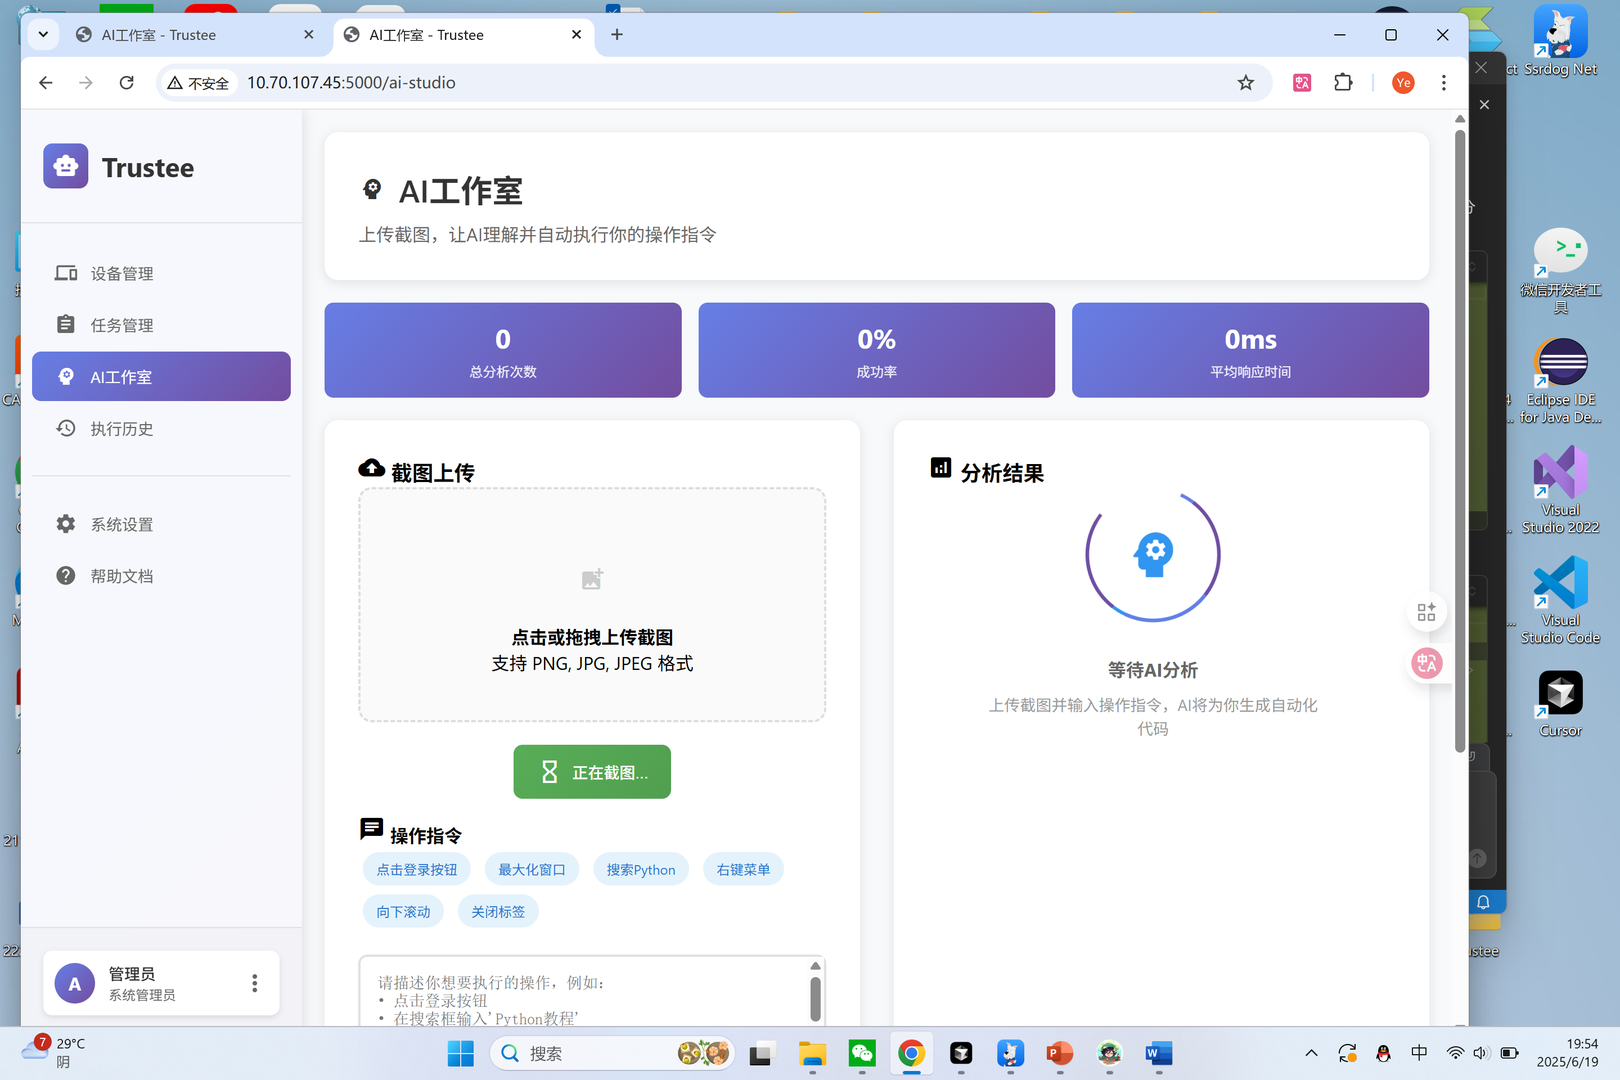 AI工作室 - Trustee
AI工作室 - Trustee
不安全
10.70.107.45:5000/ai-studio
Ye
Trustee
设备管理
任务管理
AI工作室
执行历史
系统设置
帮助文档
A
管理员
系统管理员
AI工作室
上传截图，让AI理解并自动执行你的操作指令
0
总分析次数
0%
成功率
0ms
平均响应时间
截图上传
点击或拖拽上传截图
支持 PNG, JPG, JPEG 格式
正在截图...
操作指令
点击登录按钮
最大化窗口
搜索Python
右键菜单
向下滚动
关闭标签
请描述你想要执行的操作，例如：
• 点击登录按钮
• 在搜索框输入'Python教程'
分析结果
等待AI分析
上传截图并输入操作指令，AI将为你生成自动化
代码
Ssrdog Net
微信开发者工
具
Eclipse IDE
for Java De...
Visual
Studio 2022
Visual
Studio Code
Cursor
7
29°C
阴
搜索
中
19:54
2025/6/19